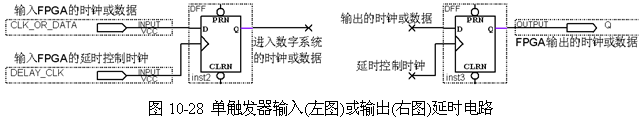 输入FPGA的时钟或数据
CLK_OR_DATA
INPUT
VCC
输入FPGA的延时控制时钟
DELAY_CLK
INPUT
VCC
DFF
PRN
D
Q
CLRN
inst2
进入数字系统
的时钟或数据
输出的时钟或数据
延时控制时钟
DFF
PRN
D
Q
CLRN
inst3
OUTPUT
Q
FPGA输出的时钟或数据
图 10-28 单触发器输入(左图)或输出(右图)延时电路